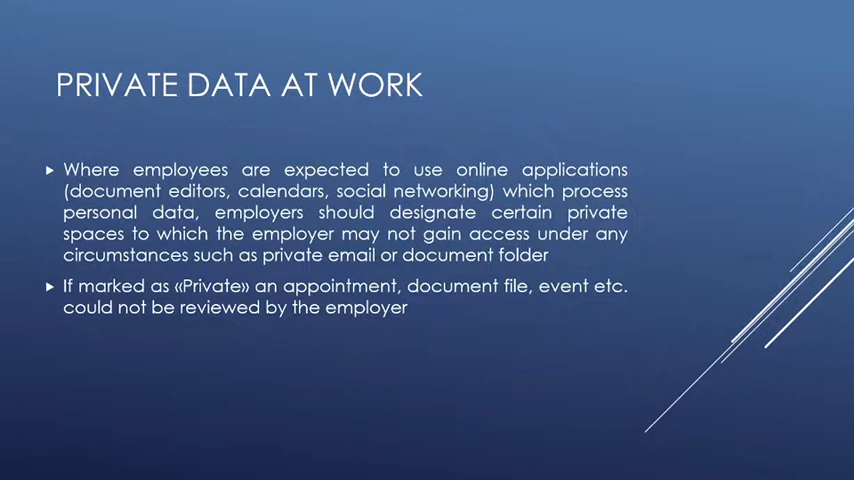 PRIVATE DATA AT WORK
Where employees are expected to use online applications
(document editors, calendars, social networking) which process
personal data, employers should designate certain private
spaces to which the employer may not gain access under any
circumstances such as private email or document folder
If marked as «Private» an appointment, document file, event etc.
could not be reviewed by the employer